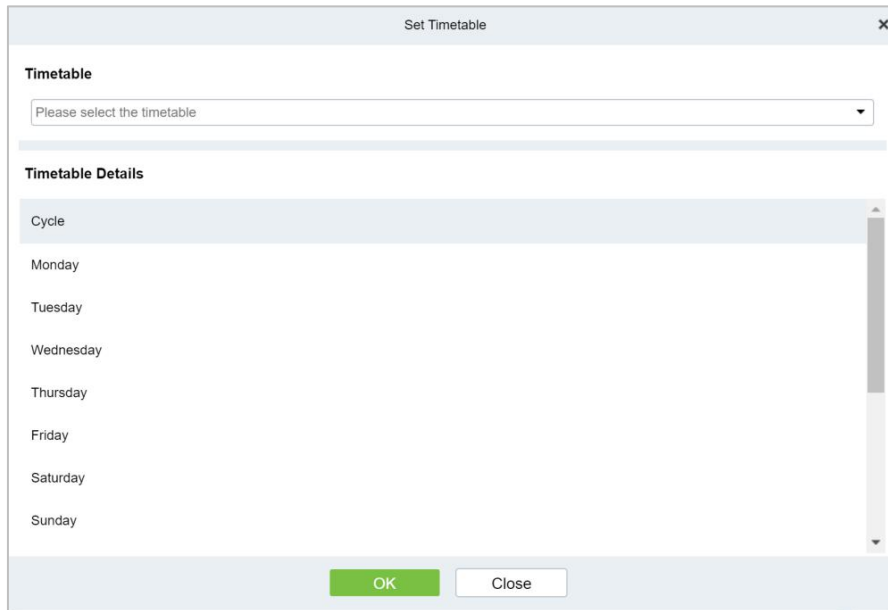 Set Timetable
Timetable
Please select the timetable
Timetable Details
Cycle
Monday
Tuesday
Wednesday
Thursday
Friday
Saturday
Sunday
OK Close